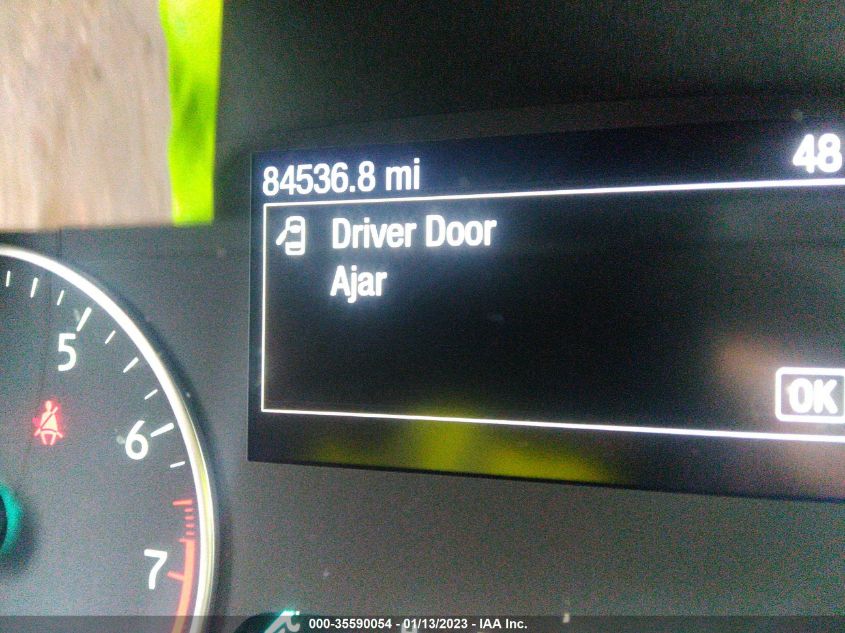 84536.8 mi
48
Driver Door
Ajar
OK
5
6
7
000-35590054 - 01/13/2023 - IAA Inc.